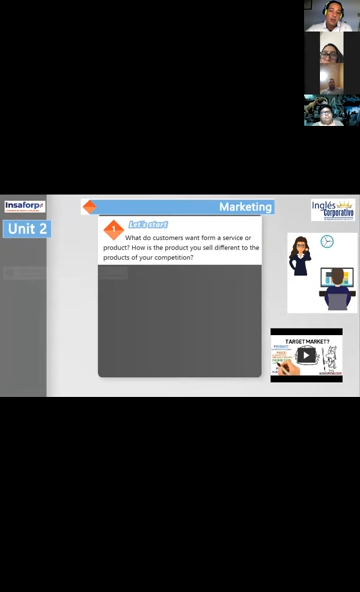 Insaforp
Marketing
Inglés
Corporativo
Unit 2
1
Let's start
What do customers want form a service or
product? How is the product you sell different to the
products of your competition?
TARGET MARKET?